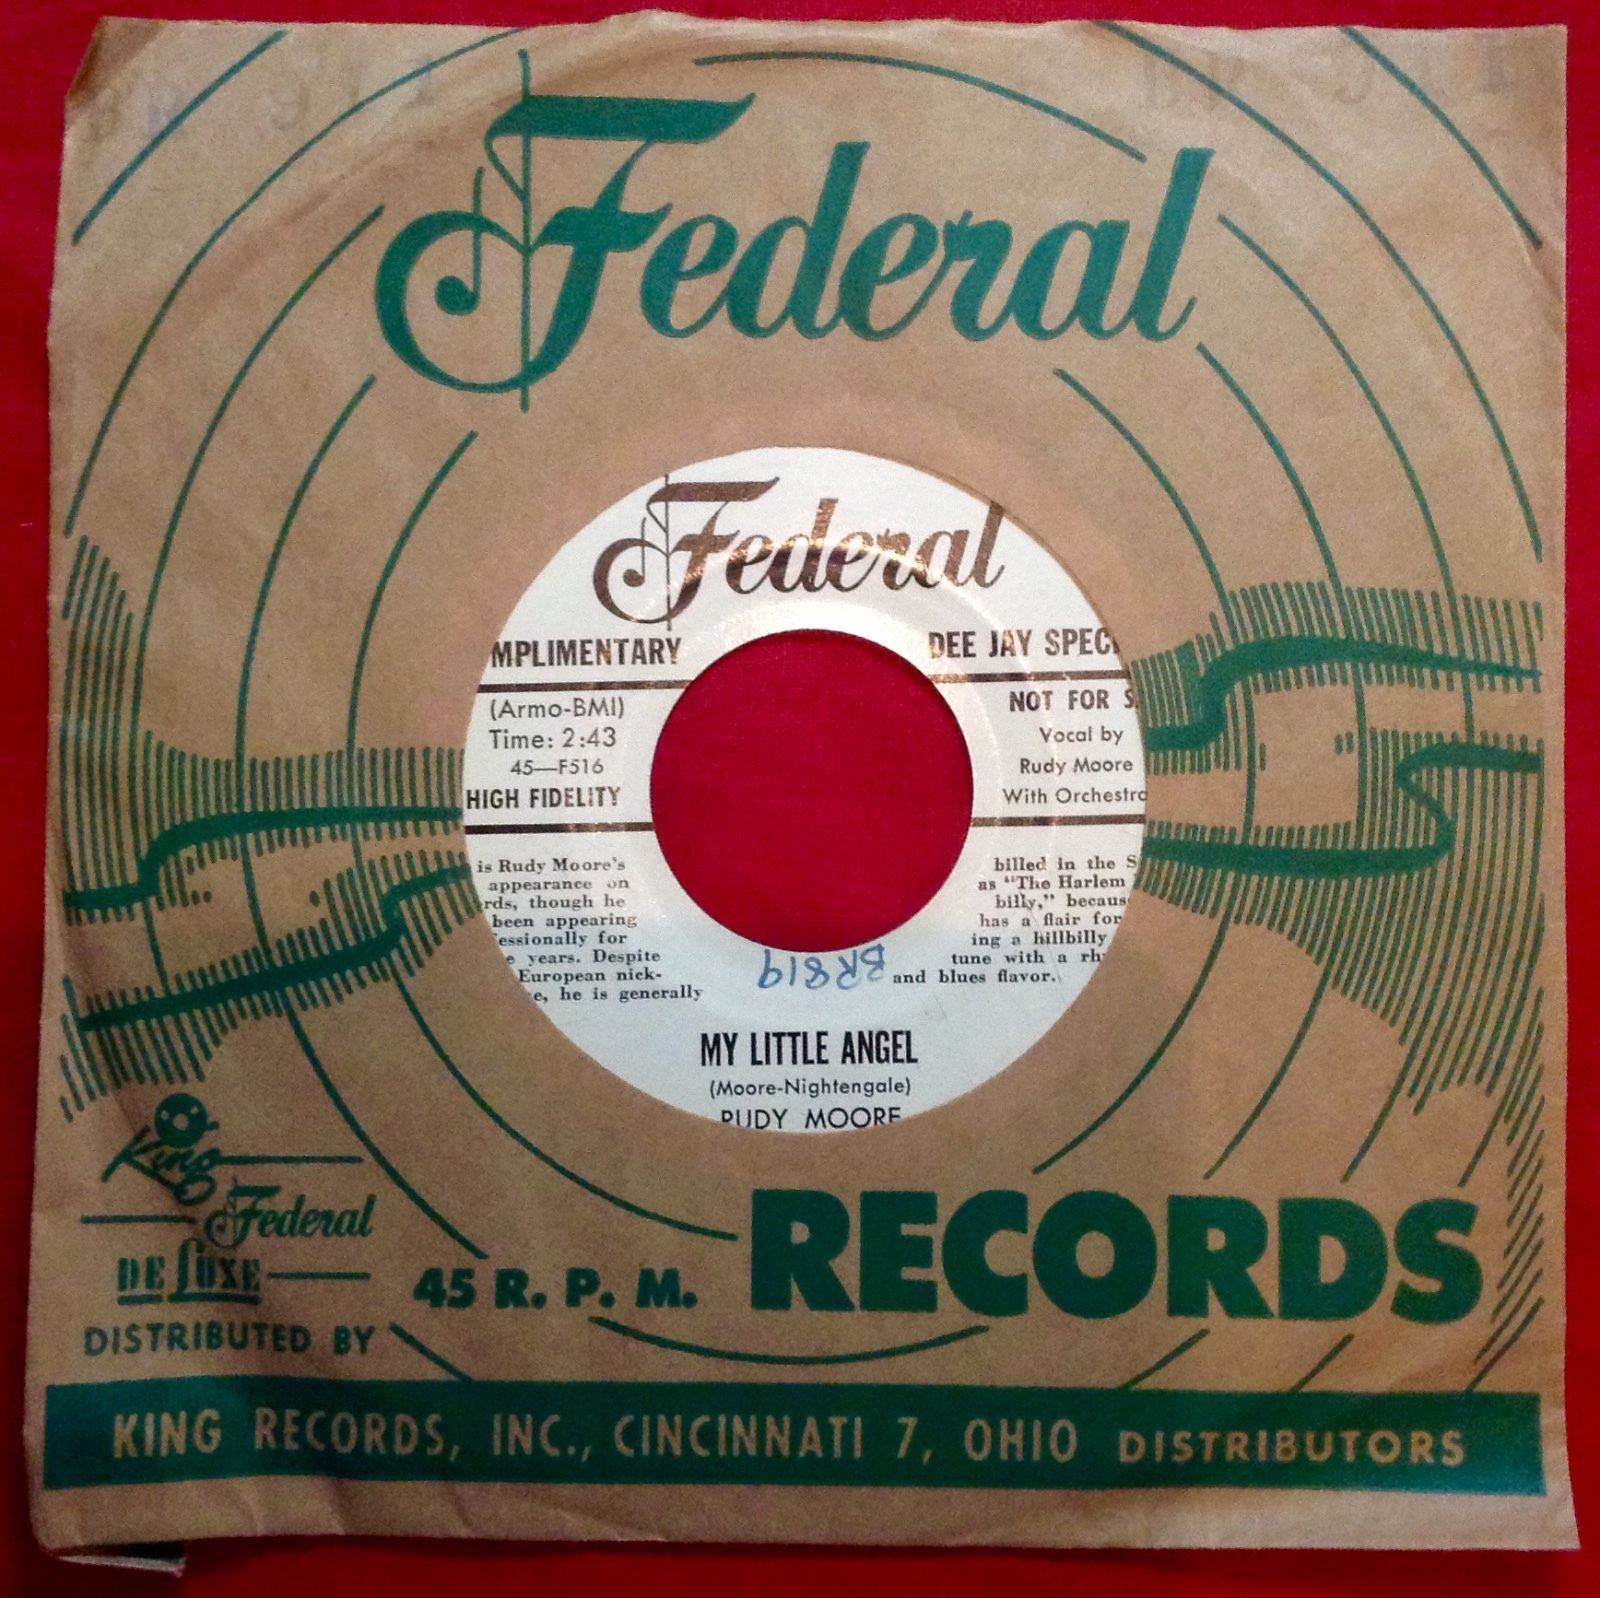 Federal
Federal
MPLIMENTARY
DEE JAY SPECI
(Armo-BMI)
Time: 2:43
45—F516
HIGH FIDELITY
NOT FOR S
Vocal by
Rudy Moore
With Orchestra
is Rudy Moore's
appearance on
rds, though he
been appearing
essionally for
e years. Despite
European nick-
e, he is generally
billed in the S
as "The Harlem
billy," becaus
has a flair for
ing a hillbilly
tune with a rhy
and blues flavor.
BR819
MY LITTLE ANGEL
(Moore-Nightengale)
RUDY MOORE
King
Federal
DE LUXE
DISTRIBUTED BY
45 R. P. M.
RECORDS
KING RECORDS, INC., CINCINNATI 7, OHIO DISTRIBUTORS